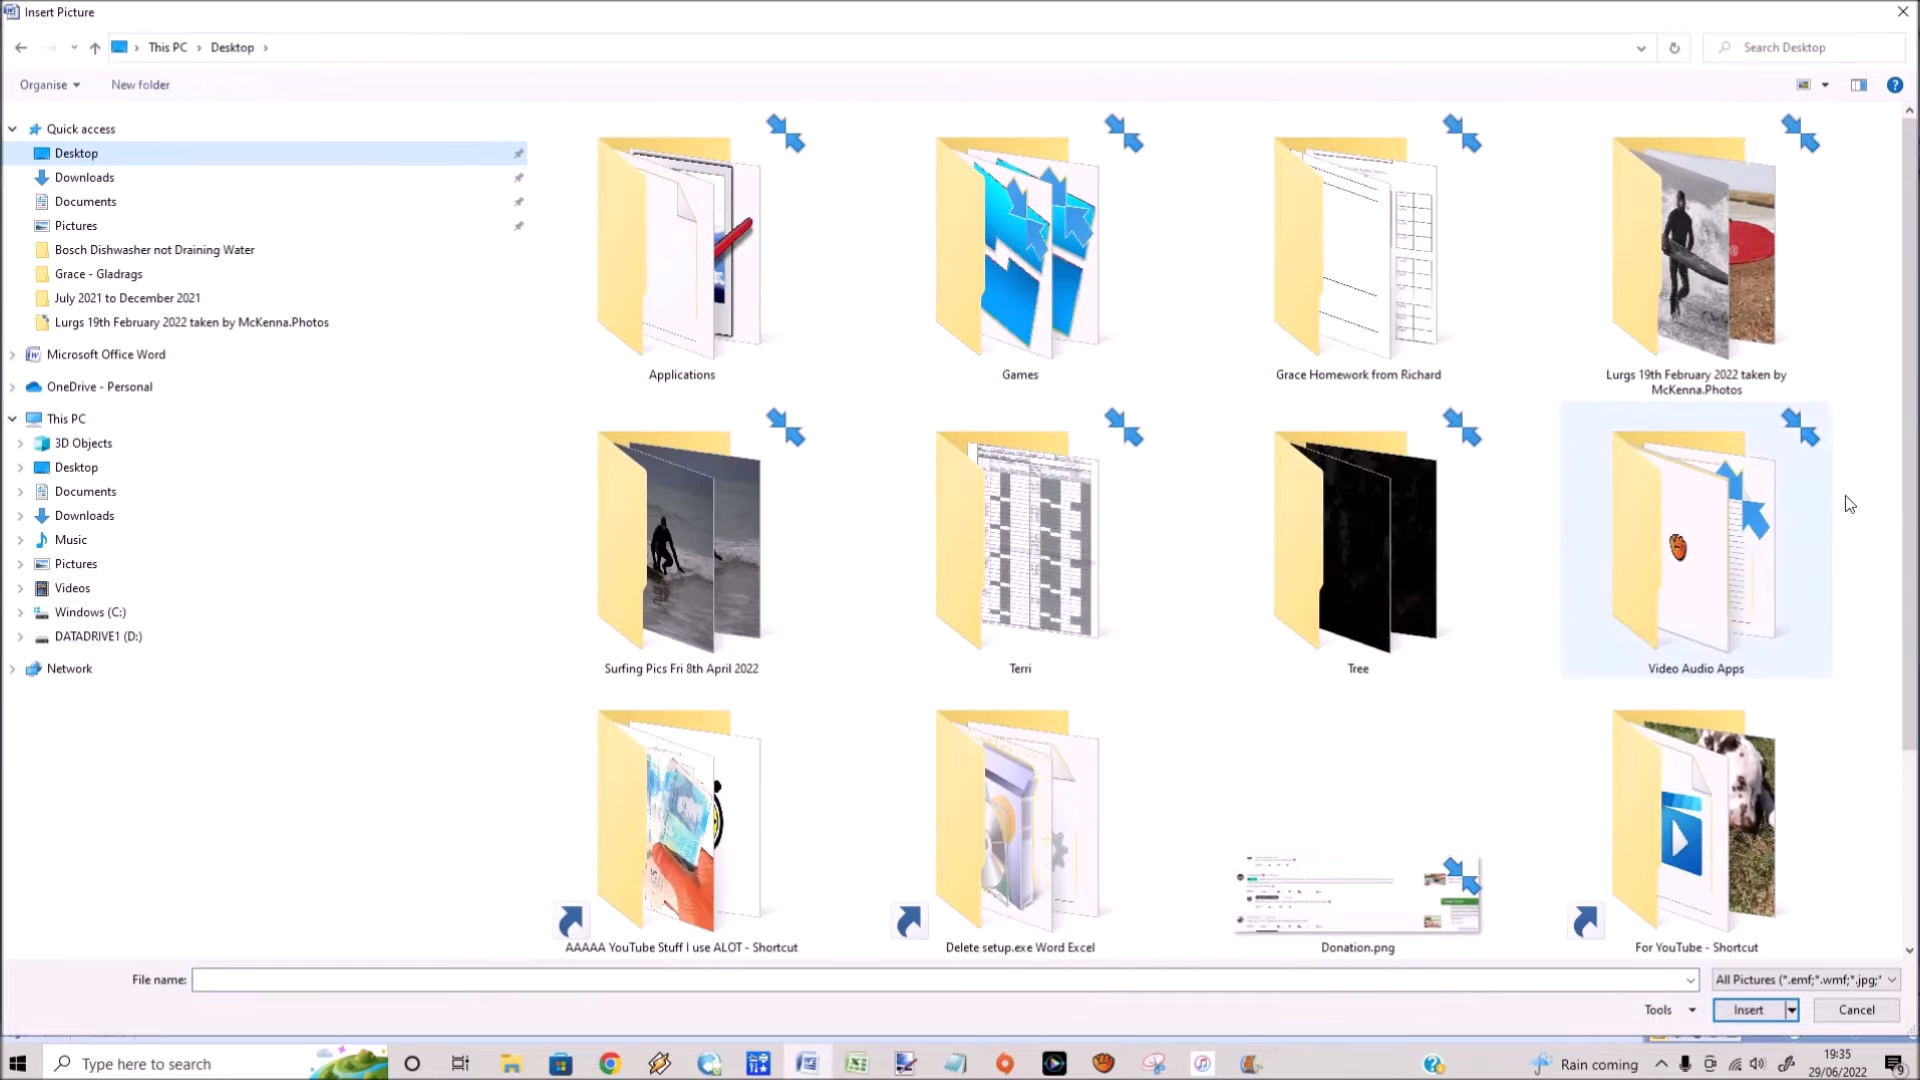 Insert Picture
This PC
Desktop
Search Desktop
Organise
New folder
Quick access
Desktop
Downloads
Documents
Pictures
Bosch Dishwasher not Draining Water
Grace - Gladrags
July 2021 to December 2021
Lurgs 19th February 2022 taken by McKenna.Photos
Microsoft Office Word
OneDrive - Personal
This PC
3D Objects
Desktop
Documents
Downloads
Music
Pictures
Videos
Windows (C:)
DATADRIVE1 (D:)
Network
Applications
Games
Grace Homework from Richard
Lurgs 19th February 2022 taken by
McKenna.Photos
Surfing Pics Fri 8th April 2022
Terri
Tree
Video Audio Apps
AAAAA YouTube Stuff I use ALOT - Shortcut
Delete setup.exe Word Excel
Donation.png
For YouTube - Shortcut
File name:
All Pictures (*.emf;*.wmf;*.jpg;*
Tools
Insert
Cancel
Type here to search
Rain coming
19:35
29/06/2022
9